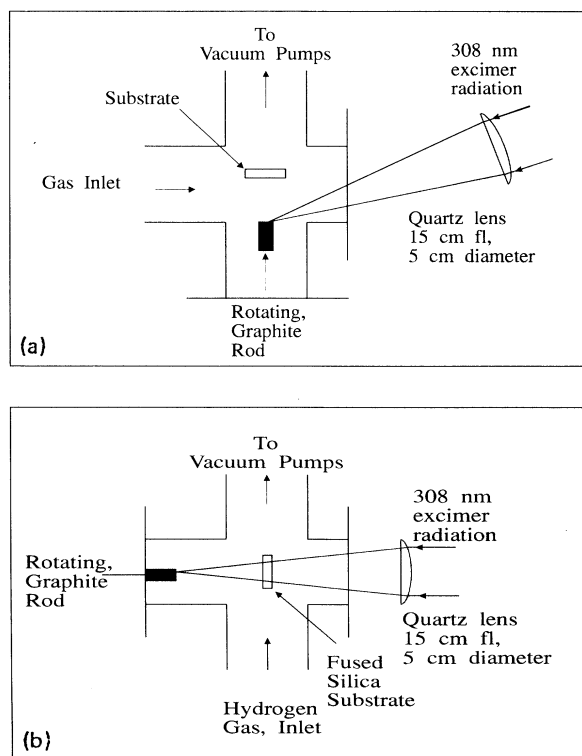 To
Vacuum Pumps
308 nm
excimer
radiation
Substrate
Gas Inlet
Quartz lens
15 cm fl,
5 cm diameter
Rotating,
Graphite
Rod
(a)
To
Vacuum Pumps
308 nm
excimer
radiation
Rotating,
Graphite
Rod
Quartz lens
15 cm fl,
5 cm diameter
Fused
Silica
Substrate
Hydrogen
Gas, Inlet
(b)